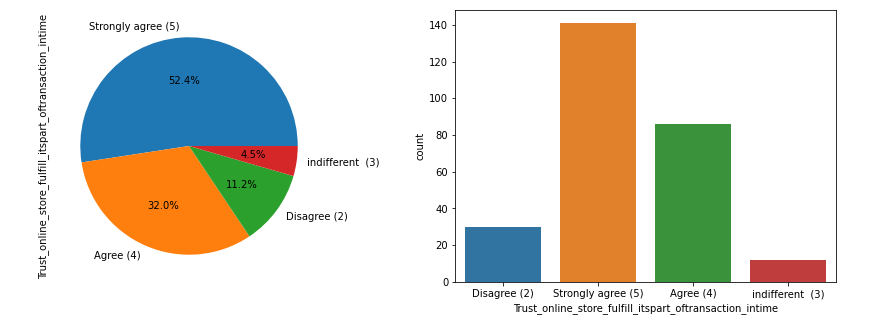 Trust_online_store_fulfill_itspart_oftransaction_intime
Strongly agree (5)
52.4%
4.5%
indifferent  (3)
11.2%
32.0%
Disagree (2)
Agree (4)
140
120
100
80
60
40
20
0
count
Disagree (2) Strongly agree (5) Agree (4) indifferent  (3)
Trust_online_store_fulfill_itspart_oftransaction_intime